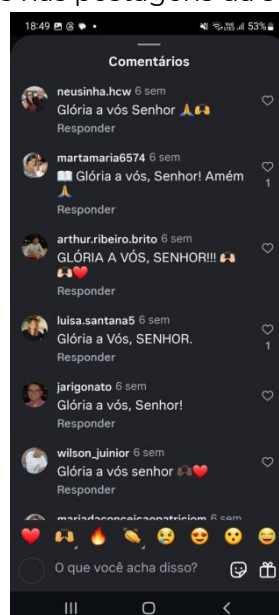 18:49 53%
Comentários
neusinha.hcw 6 sem
Glória a vós Senhor 🙏🙌
Responder
martamaria6574 6 sem
📖 Glória a vós, Senhor! Amém
🙏
1
Responder
arthur.ribeiro.brito 6 sem
GLÓRIA A VÓS, SENHOR!!! 🙌
🙌❤️
Responder
luisa.santana5 6 sem
Glória a Vós, SENHOR.
1
Responder
jarigonato 6 sem
Glória a vós, Senhor!
Responder
wilson_juinior 6 sem
Glória a vós senhor 🙌❤️
Responder
mariadaconceicaopatriciom 6 sem
O que você acha disso?